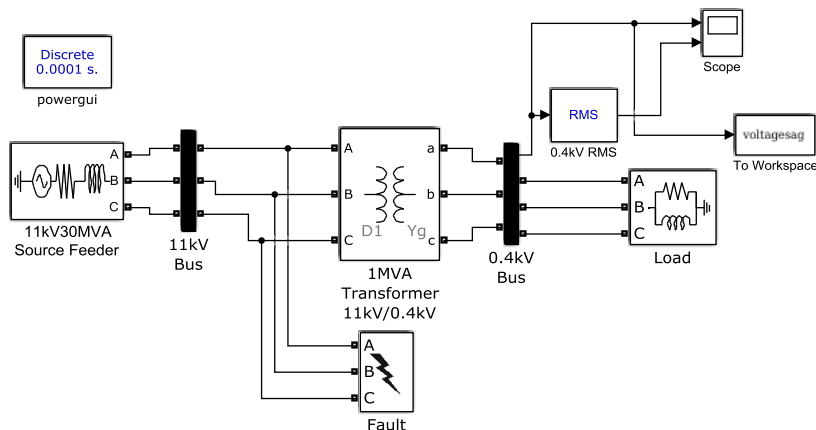 Discrete
0.0001 s.
powergui
Scope
RMS
0.4kV RMS
voltagesag
To Workspace
A
B
C
11kV30MVA
Source Feeder
11kV
Bus
A
B
C
D1
Yg
a
b
c
1MVA
Transformer
11kV/0.4kV
0.4kV
Bus
A
B
C
Load
A
B
C
Fault